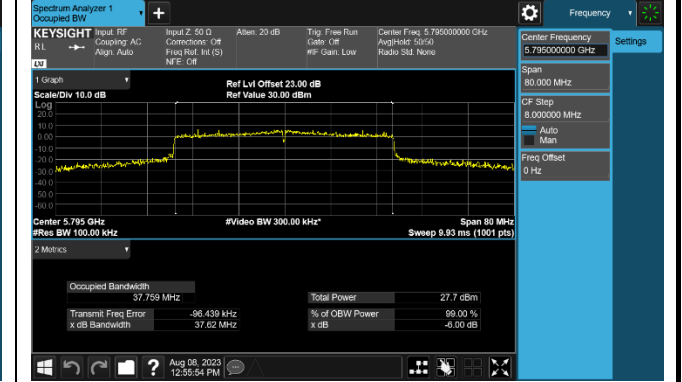 Spectrum Analyzer 1
Occupied BW
Frequency
KEYSIGHT
Input: RF
Coupling: AC
Align: Auto
Input Z: 50 Ω
Corrections: Off
Freq Ref: Int (S)
NFE: Off
Atten: 20 dB
Trig: Free Run
Gate: Off
#IF Gain: Low
Center Freq: 5.795000000 GHz
Avg|Hold: 50/50
Radio Std: None
RL
LXI
Center Frequency
5.795000000 GHz
Settings
Span
80.000 MHz
CF Step
8.000000 MHz
Auto
Man
Freq Offset
0 Hz
1 Graph
Scale/Div 10.0 dB
Ref Lvl Offset 23.00 dB
Ref Value 30.00 dBm
Log
20.0
10.0
0.00
-10.0
-20.0
-30.0
-40.0
-50.0
-60.0
Center 5.795 GHz
#Res BW 100.00 kHz
#Video BW 300.00 kHz*
Span 80 MHz
Sweep 9.93 ms (1001 pts)
2 Metrics
Occupied Bandwidth
37.759 MHz
Total Power 27.7 dBm
Transmit Freq Error -96.439 kHz
% of OBW Power 99.00 %
x dB Bandwidth 37.62 MHz
x dB -6.00 dB
?
Aug 08, 2023
12:55:54 PM